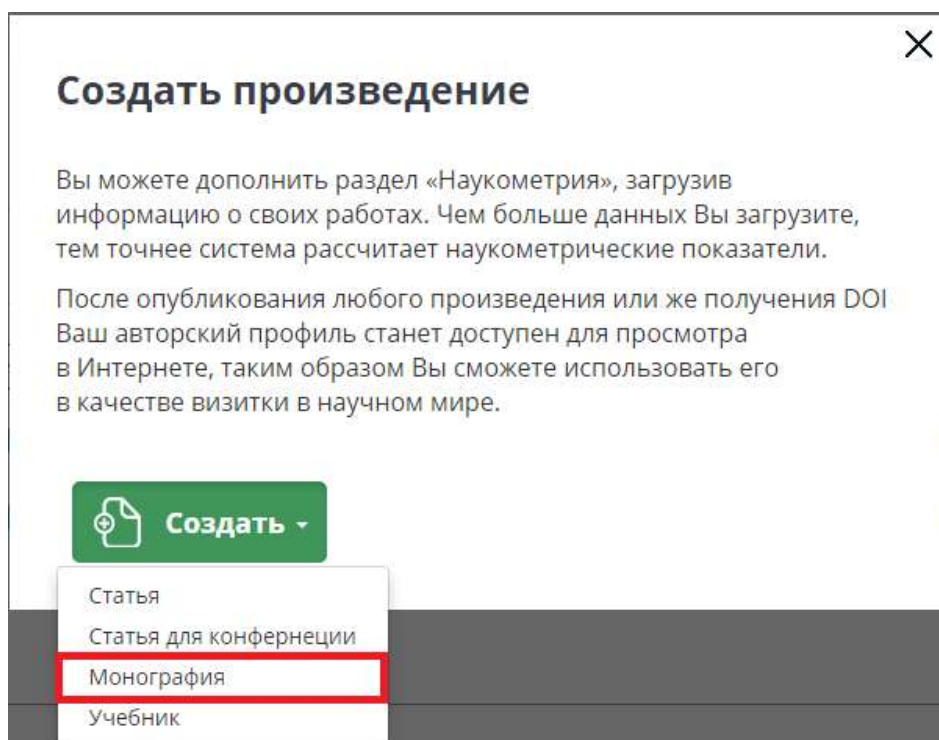 Создать произведение
Вы можете дополнить раздел «Наукометрия», загрузив
информацию о своих работах. Чем больше данных Вы загрузите,
тем точнее система рассчитает наукометрические показатели.
После опубликования любого произведения или же получения DOI
Ваш авторский профиль станет доступен для просмотра
в Интернете, таким образом Вы сможете использовать его
в качестве визитки в научном мире.
Создать
Статья
Статья для конфернеции
Монография
Учебник